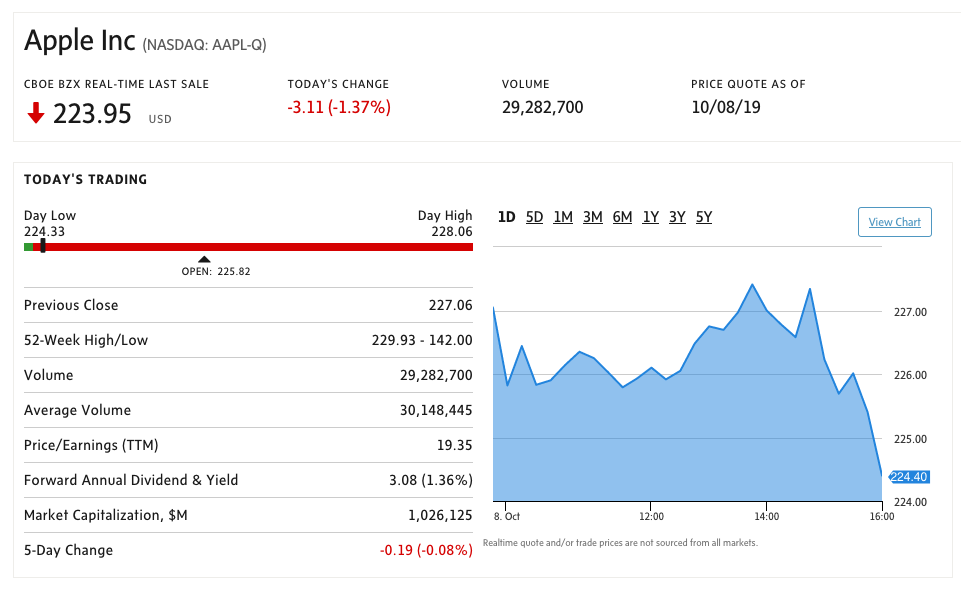 Apple Inc (NASDAQ: AAPL-Q)
CBOE BZX REAL-TIME LAST SALE
223.95 USD
TODAY'S CHANGE
-3.11 (-1.37%)
VOLUME
29,282,700
PRICE QUOTE AS OF
10/08/19
TODAY'S TRADING
Day Low
224.33
Day High
228.06
OPEN: 225.82
Previous Close 227.06
52-Week High/Low 229.93 - 142.00
Volume 29,282,700
Average Volume 30,148,445
Price/Earnings (TTM) 19.35
Forward Annual Dividend & Yield 3.08 (1.36%)
Market Capitalization, $M 1,026,125
5-Day Change -0.19 (-0.08%)
1D 5D 1M 3M 6M 1Y 3Y 5Y
View Chart
227.00
226.00
225.00
224.40
224.00
8. Oct 12:00 14:00 16:00
Realtime quote and/or trade prices are not sourced from all markets.